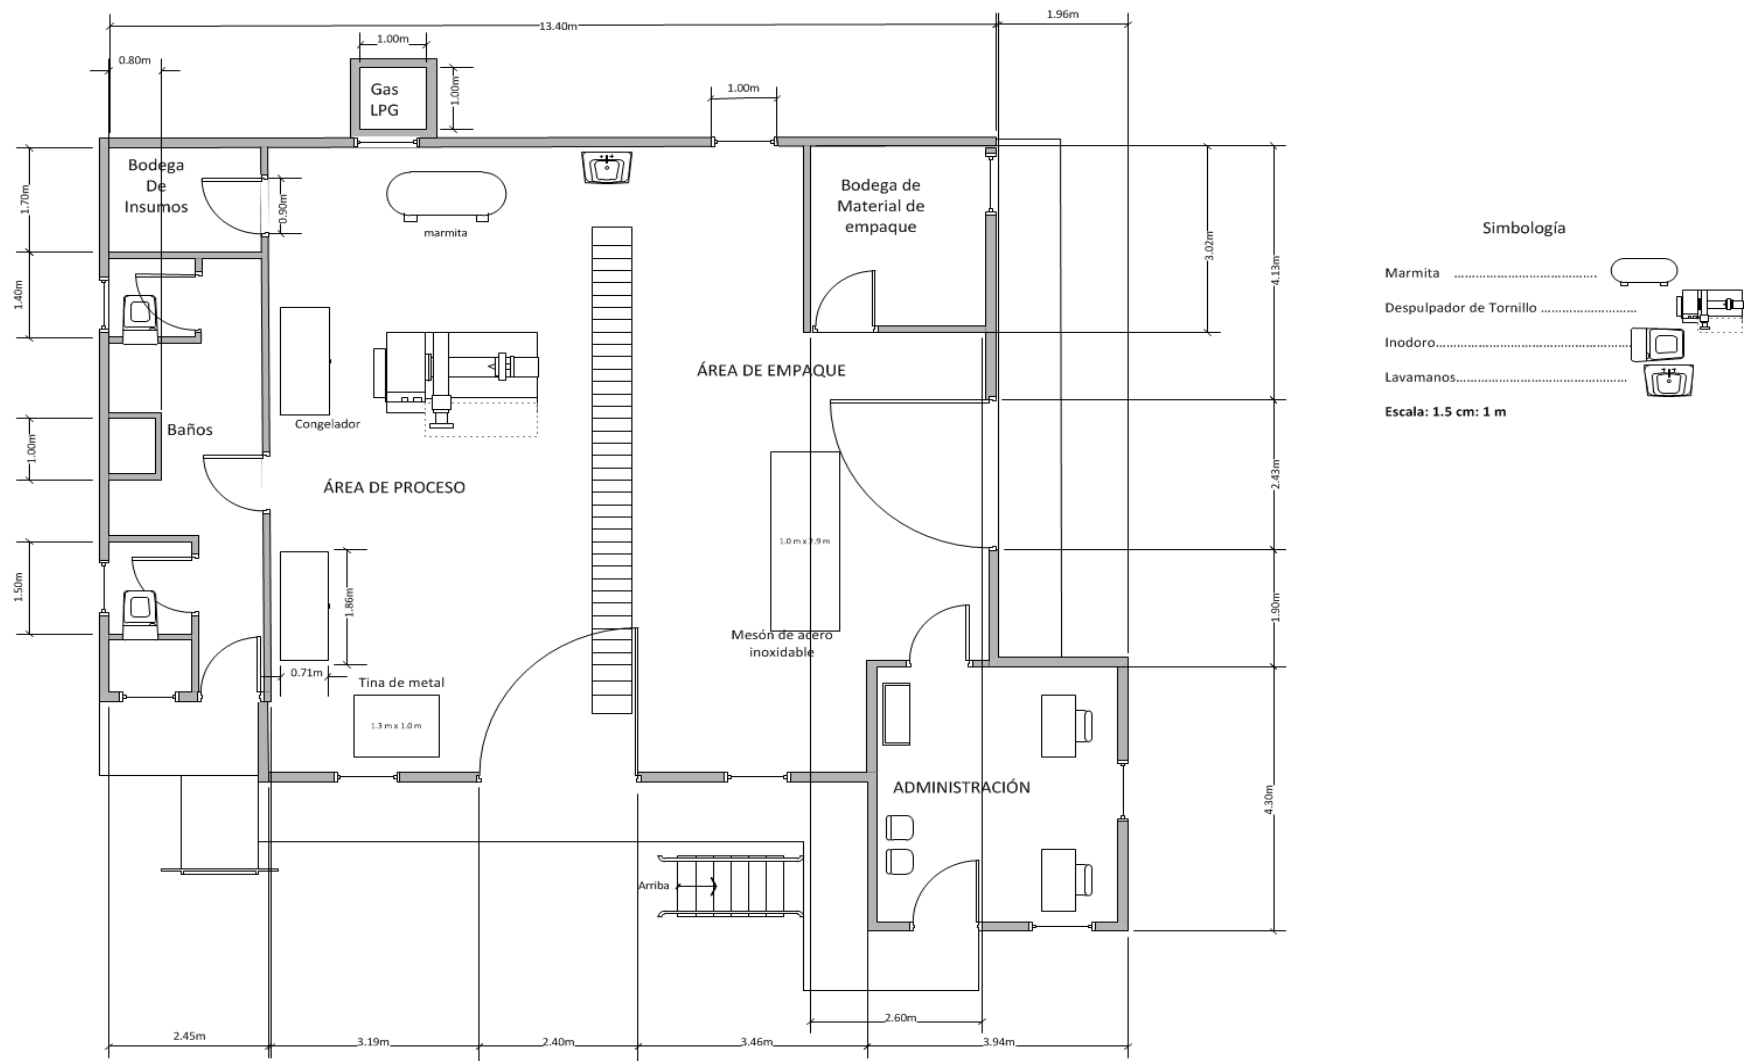 13.40m
1.96m
1.00m
0.80m
Gas
LPG
1.00m
1.00m
Bodega
De
Insumos
1.70m
0.90m
marmita
Bodega de
Material de
empaque
3.02m
4.13m
1.40m
ÁREA DE EMPAQUE
Congelador
Baños
1.00m
ÁREA DE PROCESO
2.43m
1.0 m x 2.9 m
1.50m
1.86m
1.90m
Mesón de acero
inoxidable
0.71m
Tina de metal
1.3 m x 1.0 m
ADMINISTRACIÓN
4.30m
Arriba
2.60m
2.45m
3.19m
2.40m
3.46m
3.94m
Simbología
Marmita ........................................
Despulpador de Tornillo ..........................
Inodoro.......................................................
Lavamanos................................................
Escala: 1.5 cm: 1 m